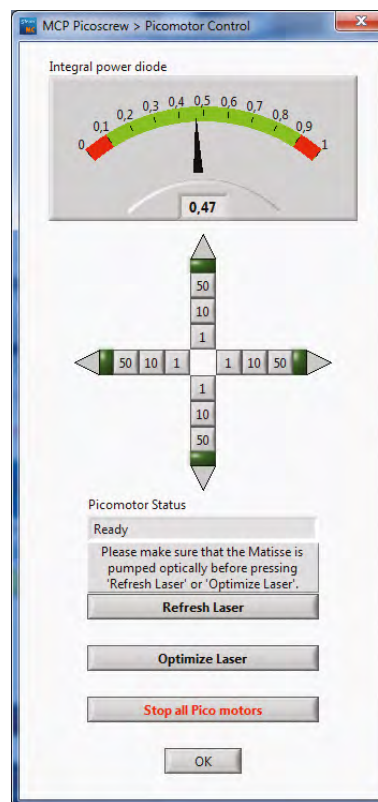 MCP Picoscrew > Picomotor Control
Integral power diode
0 0,1 0,2 0,3 0,4 0,5 0,6 0,7 0,8 0,9 1
0,47
50
10
1
50 10 1 1 10 50
1
10
50
Picomotor Status
Ready
Please make sure that the Matisse is
pumped optically before pressing
'Refresh Laser' or 'Optimize Laser'.
Refresh Laser
Optimize Laser
Stop all Pico motors
OK